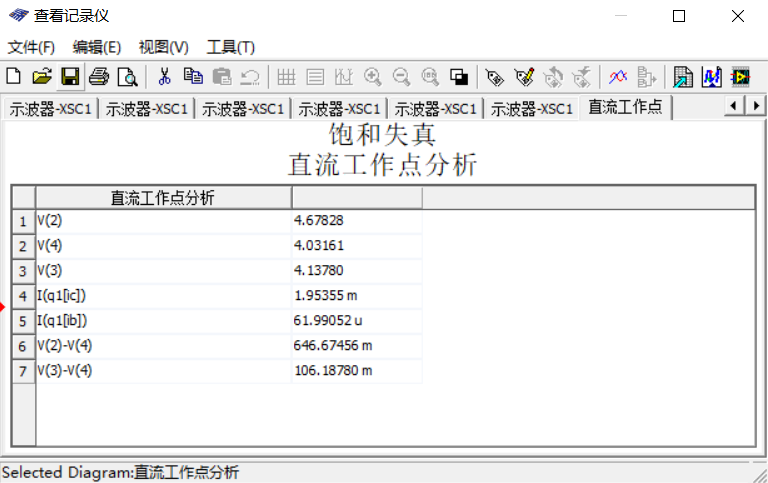 查看记录仪
文件(F) 编辑(E) 视图(V) 工具(T)
示波器-XSC1 示波器-XSC1 示波器-XSC1 示波器-XSC1 示波器-XSC1 示波器-XSC1 直流工作点
饱和失真
直流工作点分析
直流工作点分析
1 V(2) 4.67828
2 V(4) 4.03161
3 V(3) 4.13780
4 I(q1[ic]) 1.95355 m
5 I(q1[ib]) 61.99052 u
6 V(2)-V(4) 646.67456 m
7 V(3)-V(4) 106.18780 m
Selected Diagram:直流工作点分析